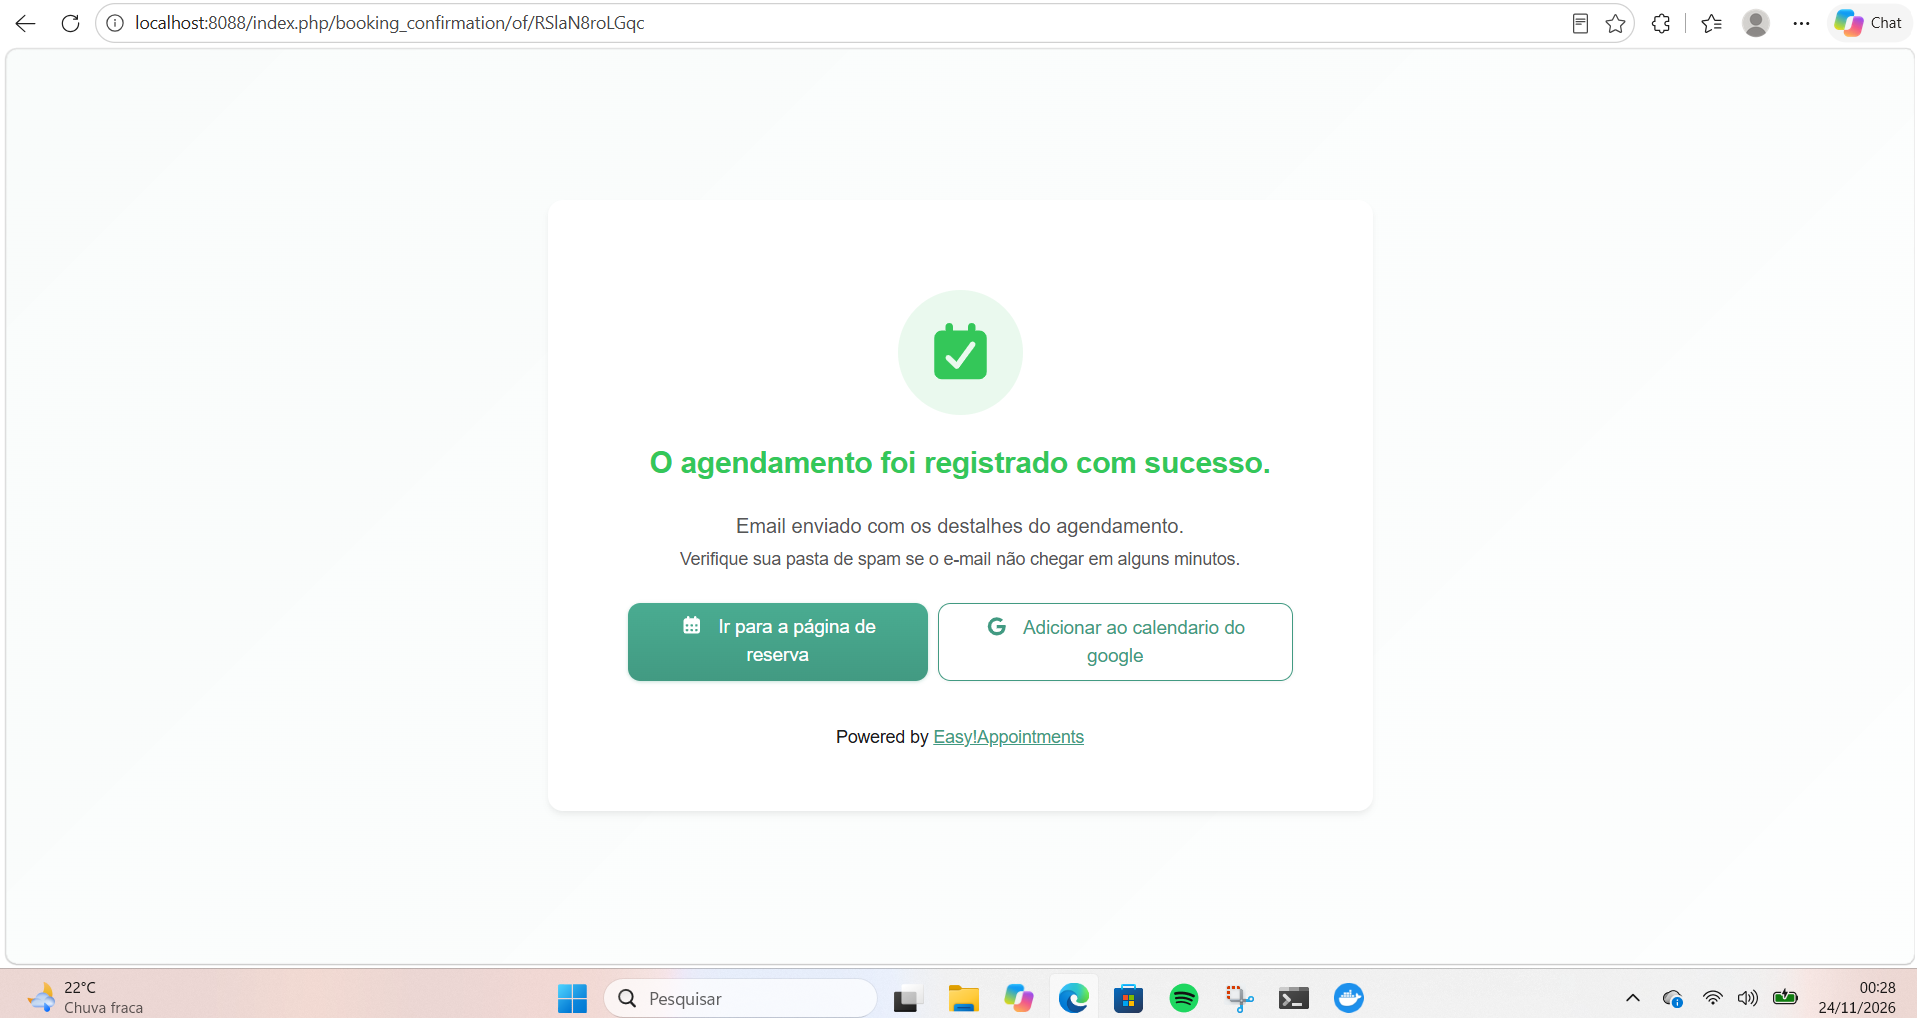 localhost:8088/index.php/booking_confirmation/of/RSlaN8roLGqc
Chat
O agendamento foi registrado com sucesso.
Email enviado com os destalhes do agendamento.
Verifique sua pasta de spam se o e-mail não chegar em alguns minutos.
Ir para a página de
reserva
Adicionar ao calendario do
google
Powered by Easy!Appointments
22°C
Chuva fraca
Pesquisar
00:28
24/11/2026